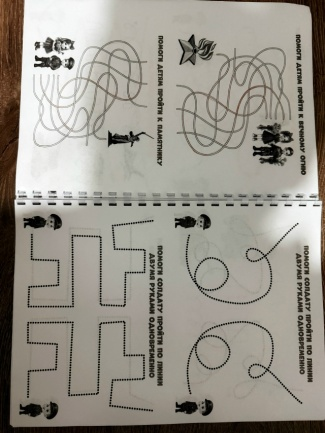 ПОМОГИ ДЕТЯМ ПРОЙТИ К ВЕЧНОМУ ОГНЮ
ПОМОГИ ДЕТЯМ ПРОЙТИ К ПАМЯТНИКУ
ПОМОГИ СОЛДАТУ ПРОЙТИ ПО ЛИНИИ
ДВУМЯ РУКАМИ ОДНОВРЕМЕННО
ПОМОГИ СОЛДАТУ ПРОЙТИ ПО ЛИНИИ
ДВУМЯ РУКАМИ ОДНОВРЕМЕННО